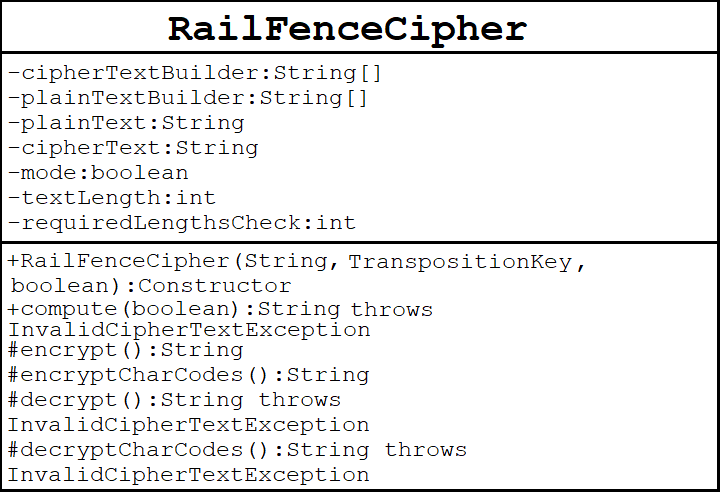 RailFenceCipher
-cipherTextBuilder:String[]
-plainTextBuilder:String[]
-plainText:String
-cipherText:String
-mode:boolean
-textLength:int
-requiredLengthsCheck:int
+RailFenceCipher(String, TranspositionKey,
boolean):Constructor
+compute(boolean):String throws
InvalidCipherTextException
#encrypt():String
#encryptCharCodes():String
#decrypt():String throws
InvalidCipherTextException
#decryptCharCodes():String throws
InvalidCipherTextException